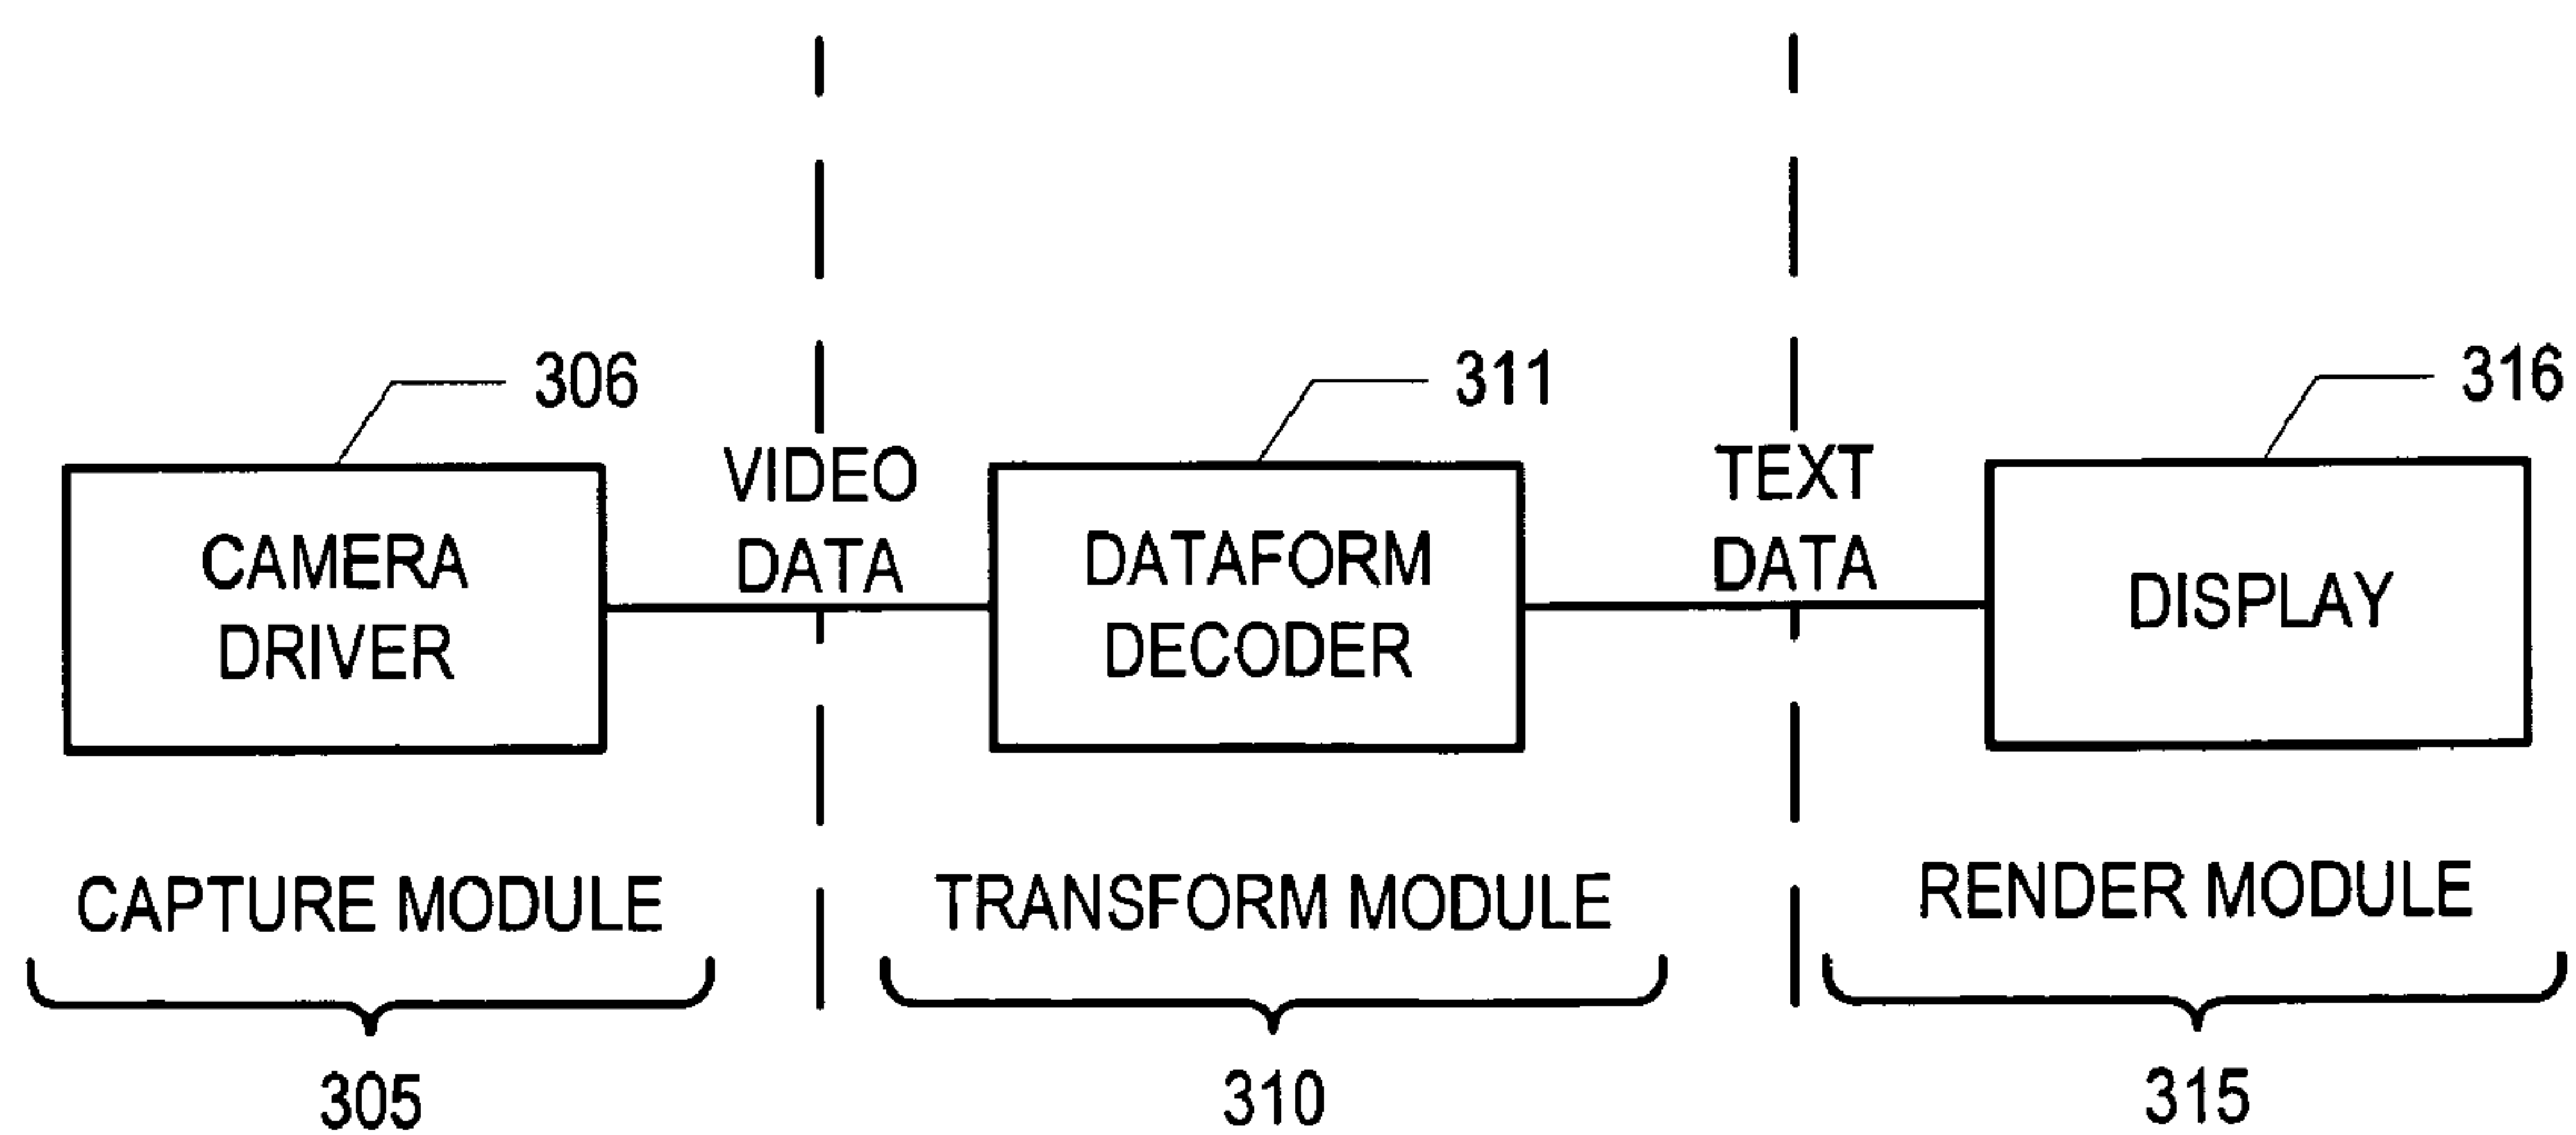 306
311
316
VIDEO
DATA
TEXT
DATA
CAMERA
DRIVER
DATAFORM
DECODER
DISPLAY
CAPTURE MODULE
TRANSFORM MODULE
RENDER MODULE
305
310
315